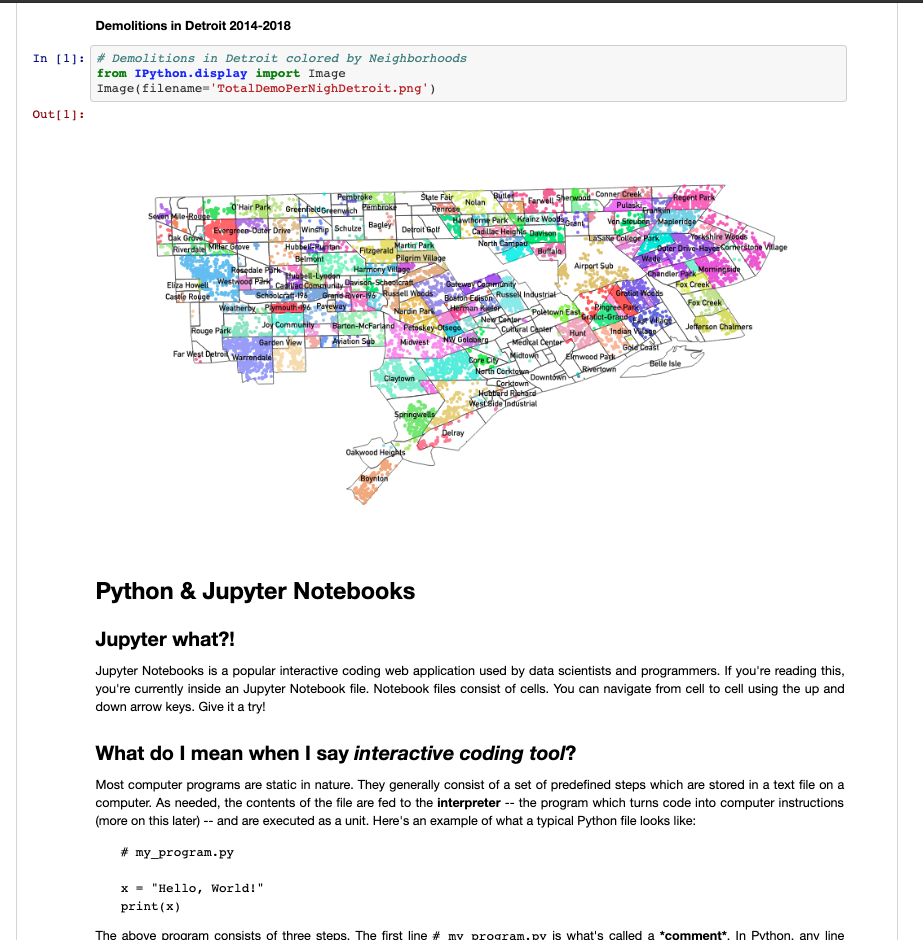 Demolitions in Detroit 2014-2018
In [1]: # Demolitions in Detroit colored by Neighborhoods
from IPython.display import Image
Image(filename='TotalDemoPerNighDetroit.png')
Out[1]:
Pembroke
State Fair
Butler
Sherwood
Conner Creek
Regent Park
Nolan
Farwell
Pulaski
O'Hair Park
Greenfield
Greenwich
Pembroke
Renrose
Franklin
Seven Mile-Rouge
Hawthorne Park
Krainz Woods
Grant
Von Steuben
Mapleridge
Evergreen-Outer Drive
Winship
Schulze
Bagley
Detroit Golf
Cadillac Heights
Davison
Oak Grove
LaSalle College Park
Yorkshire Woods
Riverdale
Miller Grove
Hubbell-Puritan
Fitzgerald
Martin Park
North Campau
Buffalo
Outer Drive-Hayes
Cornerstone Village
Belmont
Pilgrim Village
Wade
Airport Sub
Rosedale Park
Harmony Village
Morningside
Hubbell-Lyndon
Chandler Park
Eliza Howell
Westwood Park
Cadillac Community
Davison-Schoolcraft
Gateway Community
Fox Creek
Castle Rouge
Schoolcraft-I96
Grand River-I96
Russell Woods
Boston Edison
Russell Industrial
Gratiot Woods
Fox Creek
Weatherby
Plymouth-I96
Parkway
Nardin Park
Herman Kiefer
Poletown East
Pingree Park
Gratiot-Grand
New Center
East Village
Rouge Park
Joy Community
Barton-McFarland
Petoskey-Otsego
Cultural Center
Hunt
Indian Village
Jefferson Chalmers
Garden View
Aviation Sub
Midwest
NW Goldberg
Medical Center
Gold Coast
Far West Detroit
Warrendale
Core City
Midtown
Elmwood Park
Belle Isle
North Corktown
Rivertown
Claytown
Downtown
Corktown
Hubbard Richard
West Side Industrial
Springwells
Delray
Oakwood Heights
Boynton
Python & Jupyter Notebooks
Jupyter what?!
Jupyter Notebooks is a popular interactive coding web application used by data scientists and programmers. If you're reading this,
you're currently inside an Jupyter Notebook file. Notebook files consist of cells. You can navigate from cell to cell using the up and
down arrow keys. Give it a try!
What do I mean when I say interactive coding tool?
Most computer programs are static in nature. They generally consist of a set of predefined steps which are stored in a text file on a
computer. As needed, the contents of the file are fed to the interpreter -- the program which turns code into computer instructions
(more on this later) -- and are executed as a unit. Here's an example of what a typical Python file looks like:
# my_program.py
x = "Hello, World!"
print(x)
The above program consists of three steps. The first line # my_program.py is what's called a *comment*. In Python, any line